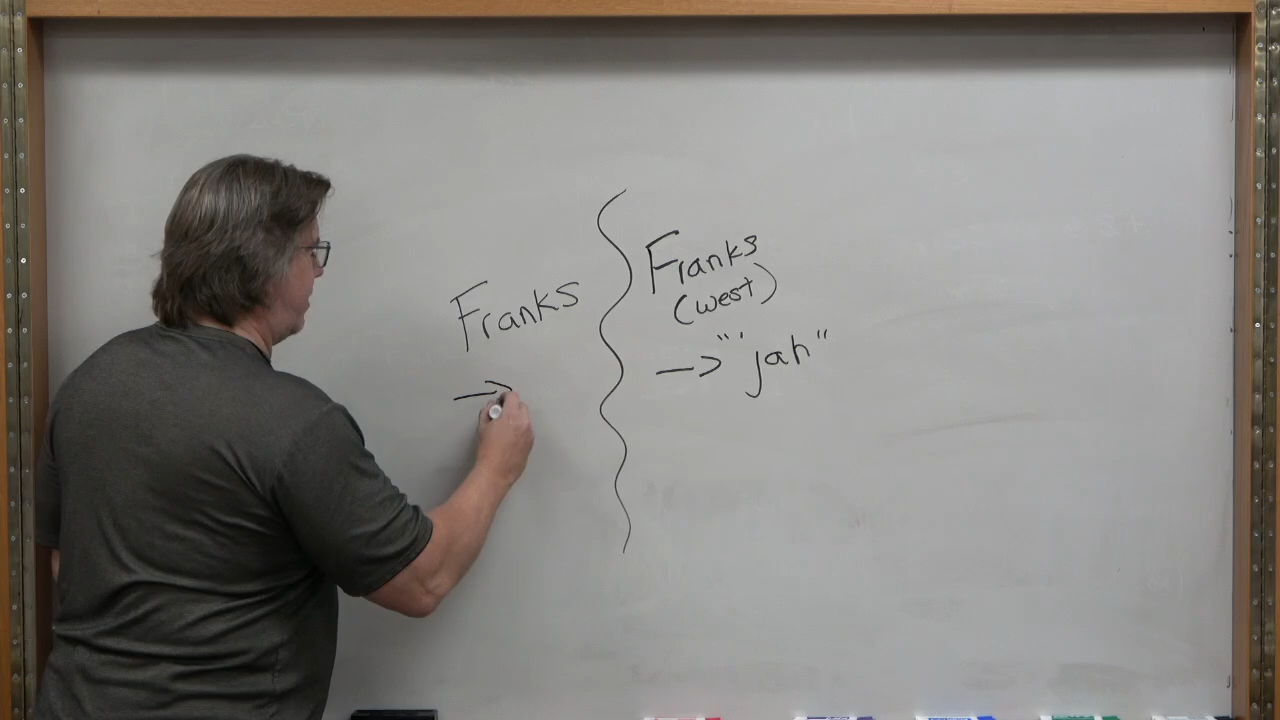 Franks
→
Franks
(west)
→ "" jah"